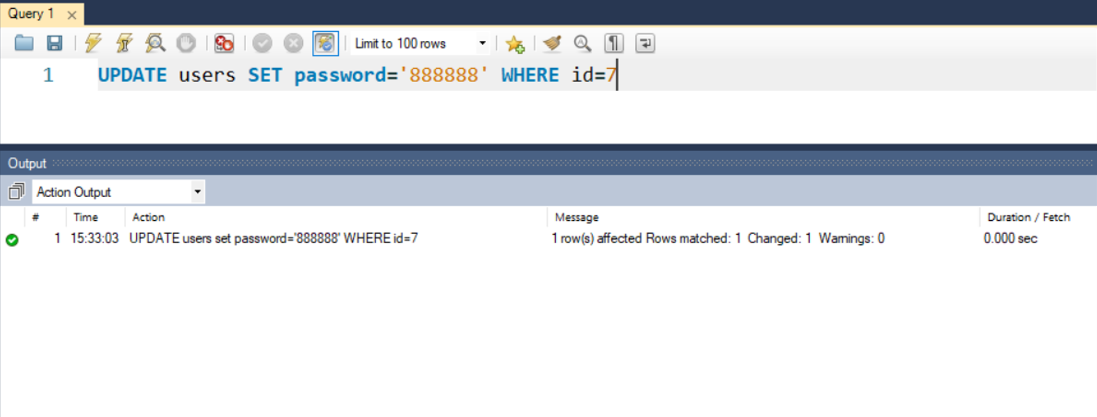 Query 1
Limit to 100 rows
1 UPDATE users SET password='888888' WHERE id=7
Output
Action Output
# Time Action Message Duration / Fetch
1 15:33:03 UPDATE users set password='888888' WHERE id=7 1 row(s) affected Rows matched: 1 Changed: 1 Warnings: 0 0.000 sec